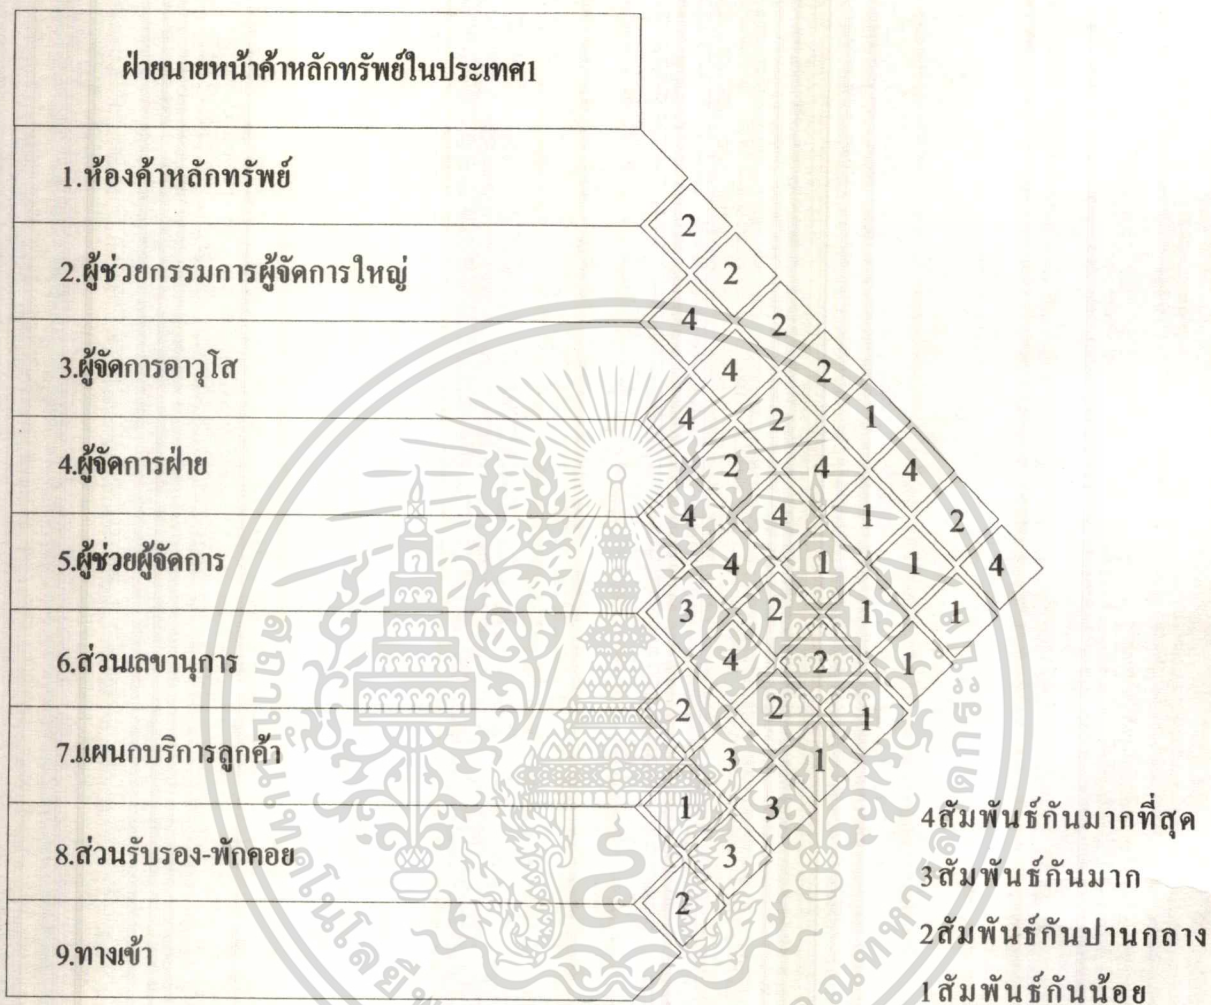 ฝ่ายนายหน้าค้าหลักทรัพย์ในประเทศ1
1.ห้องค้าหลักทรัพย์
2
2.ผู้ช่วยกรรมการผู้จัดการใหญ่
2
4 2
3.ผู้จัดการอาวุโส
4 2
4 2 1
4.ผู้จัดการฝ่าย
2 4 4
4 4 1 2
5.ผู้ช่วยผู้จัดการ
4 1 1 4
3 2 1 1
6.ส่วนเลขานุการ
4 2 1
2 2 1
7.แผนกบริการลูกค้า
3 1
1 3
4สัมพันธ์กันมากที่สุด
8.ส่วนรับรอง-พักคอย
3
3สัมพันธ์กันมาก
2
2สัมพันธ์กันปานกลาง
9.ทางเข้า
1สัมพันธ์กันน้อย